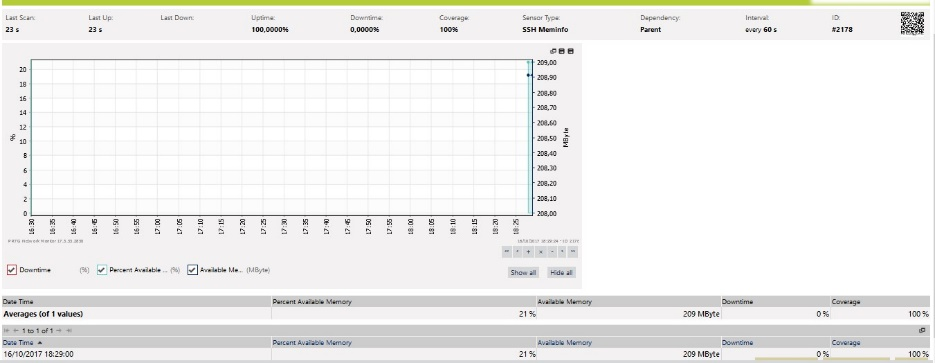 Last Scan: Last Up: Last Down: Uptime: Downtime: Coverage: Sensor Type: Dependency: Interval: ID:
23 s 23 s 100,0000% 0,0000% 100% SSH Meminfo Parent every 60 s #2178
20 18 16 14 12 10 8 6 4 2 0
%
209,00 208,90 208,80 208,70 208,60 208,50 208,40 208,30 208,20 208,10 208,00
MByte
16:30 16:35 16:40 16:45 16:50 16:55 17:00 17:05 17:10 17:15 17:20 17:25 17:30 17:35 17:40 17:45 17:50 17:55 18:00 18:05 18:10 18:15 18:20 18:25
PRTG Network Monitor
Downtime (%) Percent Available ... (%) Available Me... (MByte) Show all Hide all
Date Time Percent Available Memory Available Memory Downtime Coverage
Averages (of 1 values) 21 % 209 MByte 0 % 100 %
1 to 1 of 1
Date Time Percent Available Memory Available Memory Downtime Coverage
16/10/2017 18:29:00 21 % 209 MByte 0 % 100 %